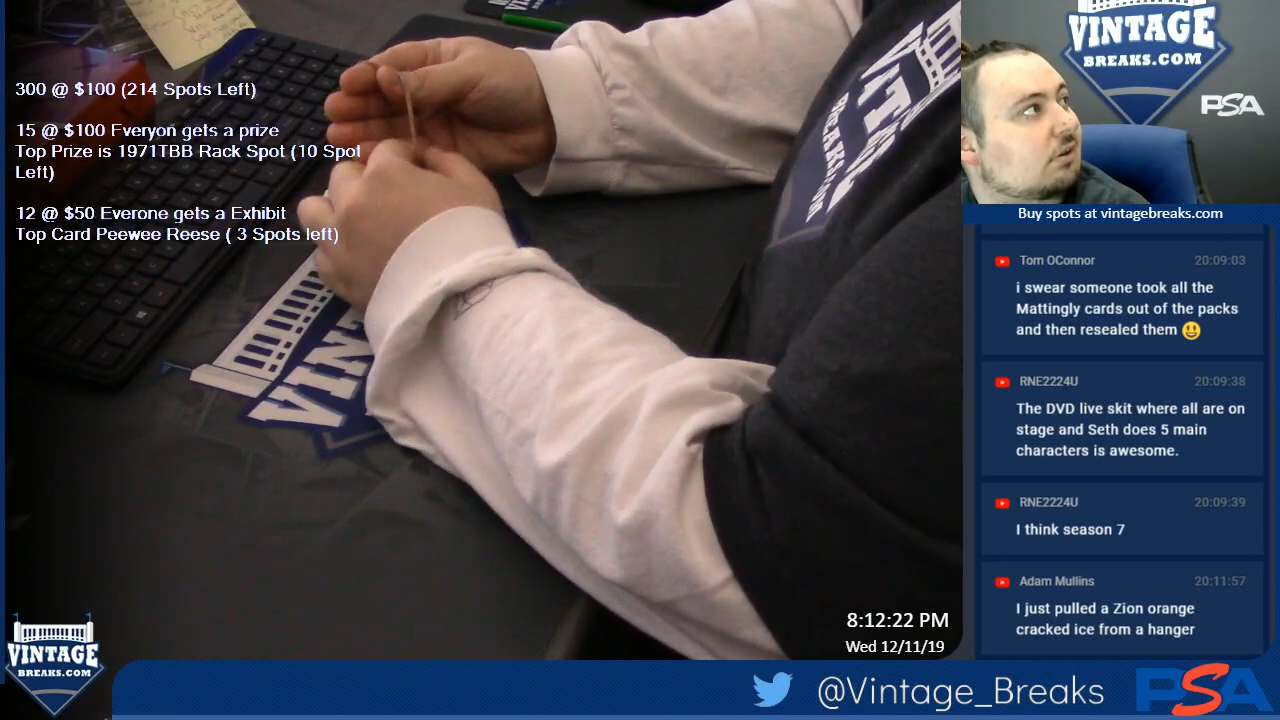 300 @ $100 (214 Spots Left)
15 @ $100 Everyon gets a prize
Top Prize is 1971TBB Rack Spot (10 Spot
Left)
12 @ $50 Everone gets a Exhibit
Top Card Peewee Reese ( 3 Spots left)
VINTAGE
BREAKS.COM
PSA
Buy spots at vintagebreaks.com
Tom OConnor 20:09:03
i swear someone took all the
Mattingly cards out of the packs
and then resealed them 😃
RNE2224U 20:09:38
The DVD live skit where all are on
stage and Seth does 5 main
characters is awesome.
RNE2224U 20:09:39
I think season 7
Adam Mullins 20:11:57
I just pulled a Zion orange
cracked ice from a hanger
VINT
8:12:22 PM
Wed 12/11/19
VINTAGE
BREAKS.COM
@Vintage_Breaks
PSA